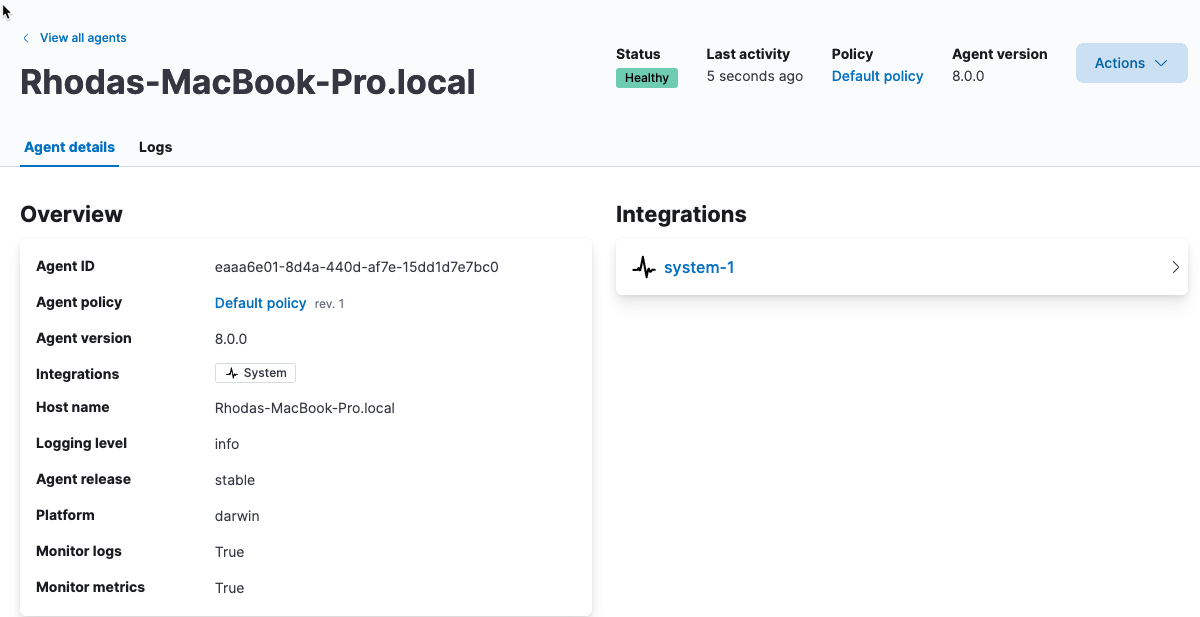 View all agents
Rhodas-MacBook-Pro.local
Status Last activity Policy Agent version
Healthy 5 seconds ago Default policy 8.0.0
Actions
Agent details Logs
Overview
Agent ID eaaa6e01-8d4a-440d-af7e-15dd1d7e7bc0
Agent policy Default policy rev. 1
Agent version 8.0.0
Integrations System
Host name Rhodas-MacBook-Pro.local
Logging level info
Agent release stable
Platform darwin
Monitor logs True
Monitor metrics True
Integrations
system-1